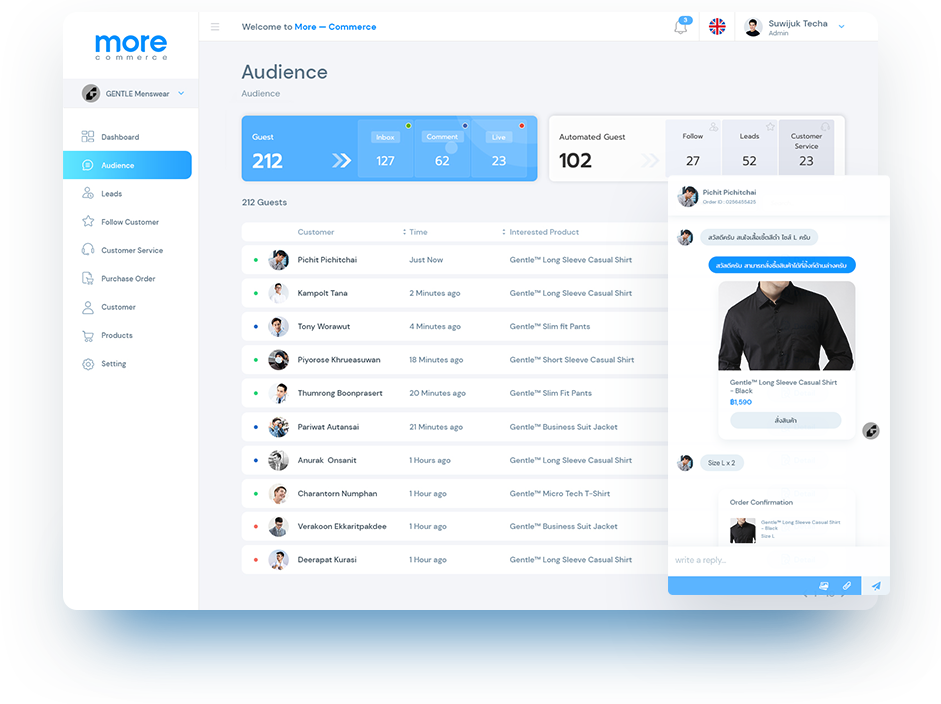 more
commerce
GENTLE Menswear
Dashboard
Audience
Leads
Follow Customer
Customer Service
Purchase Order
Customer
Products
Setting
Welcome to More — Commerce
3
Suwijuk Techa
Admin
Audience
Audience
Guest
212
Inbox
127
Comment
62
Live
23
Automated Guest
102
Follow
27
Leads
52
Customer
Service
23
212 Guests
Customer Time Interested Product
Pichit Pichitchai Just Now Gentle™ Long Sleeve Casual Shirt
Kampolt Tana 2 Minutes ago Gentle™ Long Sleeve Casual Shirt
Tony Worawut 4 Minutes ago Gentle™ Slim fit Pants
Piyorose Khrueasuwan 18 Minutes ago Gentle™ Short Sleeve Casual Shirt
Thumrong Boonprasert 20 Minutes ago Gentle™ Slim Fit Pants
Pariwat Autansai 21 Minutes ago Gentle™ Business Suit Jacket
Anurak Onsanit 1 Hours ago Gentle™ Long Sleeve Casual Shirt
Charantorn Numphan 1 Hour ago Gentle™ Micro Tech T-Shirt
Verakoon Ekkaritpakdee 1 Hour ago Gentle™ Business Suit Jacket
Deerapat Kurasi 1 Hour ago Gentle™ Long Sleeve Casual Shirt
Pichit Pichitchai
Order ID : 0256455425
สวัสดีครับ สนใจเสื้อเชิ้ตสีดำ ไซส์ L ครับ
สวัสดีครับ สามารถสั่งซื้อสินค้าได้ที่ลิ้งค์ด้านล่างครับ
Gentle™ Long Sleeve Casual Shirt
- Black
฿1,590
สั่งสินค้า
Size L x 2
Order Confirmation
Gentle™ Long Sleeve Casual Shirt
- Black
Size L
write a reply..